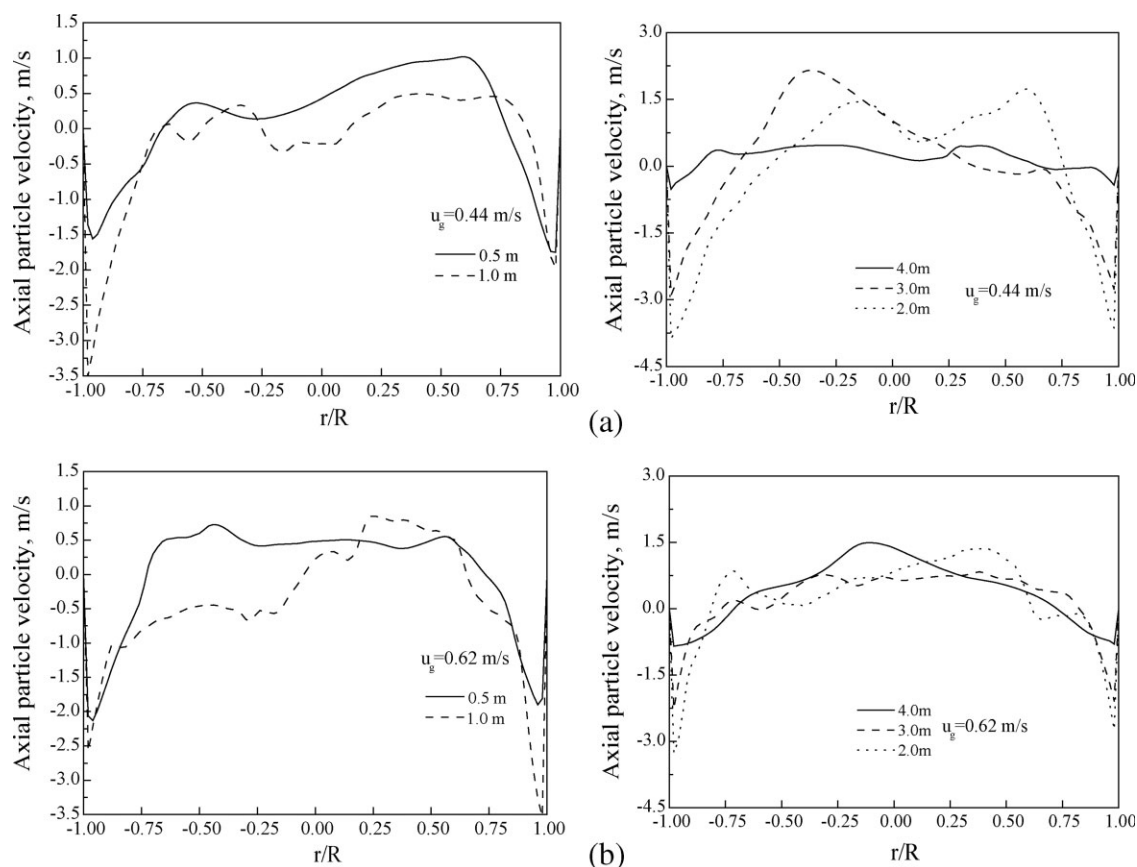 Axial particle velocity, m/s
1.5
1.0
0.5
0.0
-0.5
-1.0
-1.5
-2.0
-2.5
-3.0
-3.5
u_g=0.44 m/s
0.5 m
1.0 m
-1.00 -0.75 -0.50 -0.25 0.00 0.25 0.50 0.75 1.00
r/R
Axial particle velocity, m/s
3.0
1.5
0.0
-1.5
-3.0
-4.5
4.0m
3.0m u_g=0.44 m/s
2.0m
-1.00 -0.75 -0.50 -0.25 0.00 0.25 0.50 0.75 1.00
r/R
(a)
Axial particle velocity, m/s
1.5
1.0
0.5
0.0
-0.5
-1.0
-1.5
-2.0
-2.5
-3.0
-3.5
u_g=0.62 m/s
0.5 m
1.0 m
-1.00 -0.75 -0.50 -0.25 0.00 0.25 0.50 0.75 1.00
r/R
Axial particle velocity, m/s
3.0
1.5
0.0
-1.5
-3.0
-4.5
4.0m
3.0m u_g=0.62 m/s
2.0m
-1.00 -0.75 -0.50 -0.25 0.00 0.25 0.50 0.75 1.00
r/R
(b)